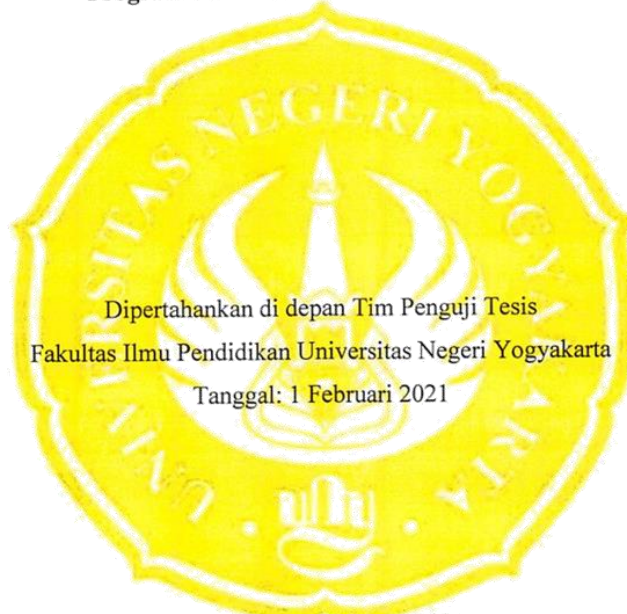 UNIVERSITAS NEGERI YOGYAKARTA
Dipertahankan di depan Tim Penguji Tesis
Fakultas Ilmu Pendidikan Universitas Negeri Yogyakarta
Tanggal: 1 Februari 2021